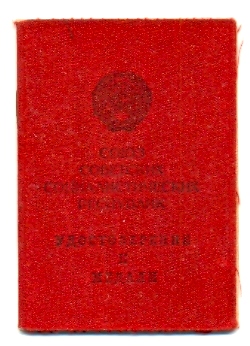 СОЮЗ
СОВЕТСКИХ
СОЦИАЛИСТИЧЕСКИХ
РЕСПУБЛИК
УДОСТОВЕРЕНИЕ
К
МЕДАЛИ